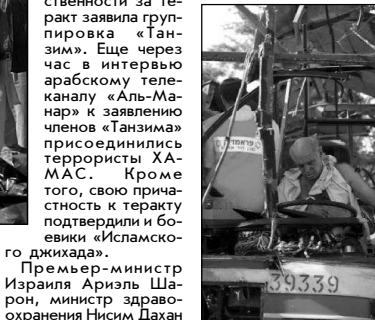 ственности за те-
ракт заявила груп-
пировка «Тан-
зим». Еще через
час в интервью
арабскому теле-
каналу «Аль-Ма-
нар» к заявлению
членов «Танзима»
присоединились
террористы ХА-
МАС. Кроме
того, свою прича-
стность к теракту
подтвердили и бо-
евики «Исламско-
го джихада».
Премьер-министр
Израиля Ариэль Ша-
рон, министр здраво-
охранения Нисим Дахан
39339